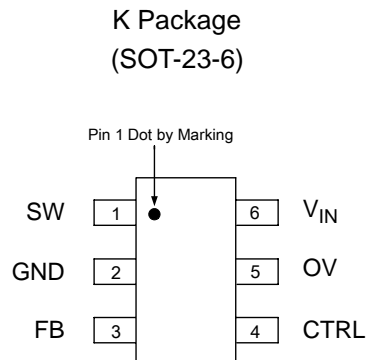 K Package
(SOT-23-6)
Pin 1 Dot by Marking
SW 1 6 VIN
GND 2 5 OV
FB 3 4 CTRL